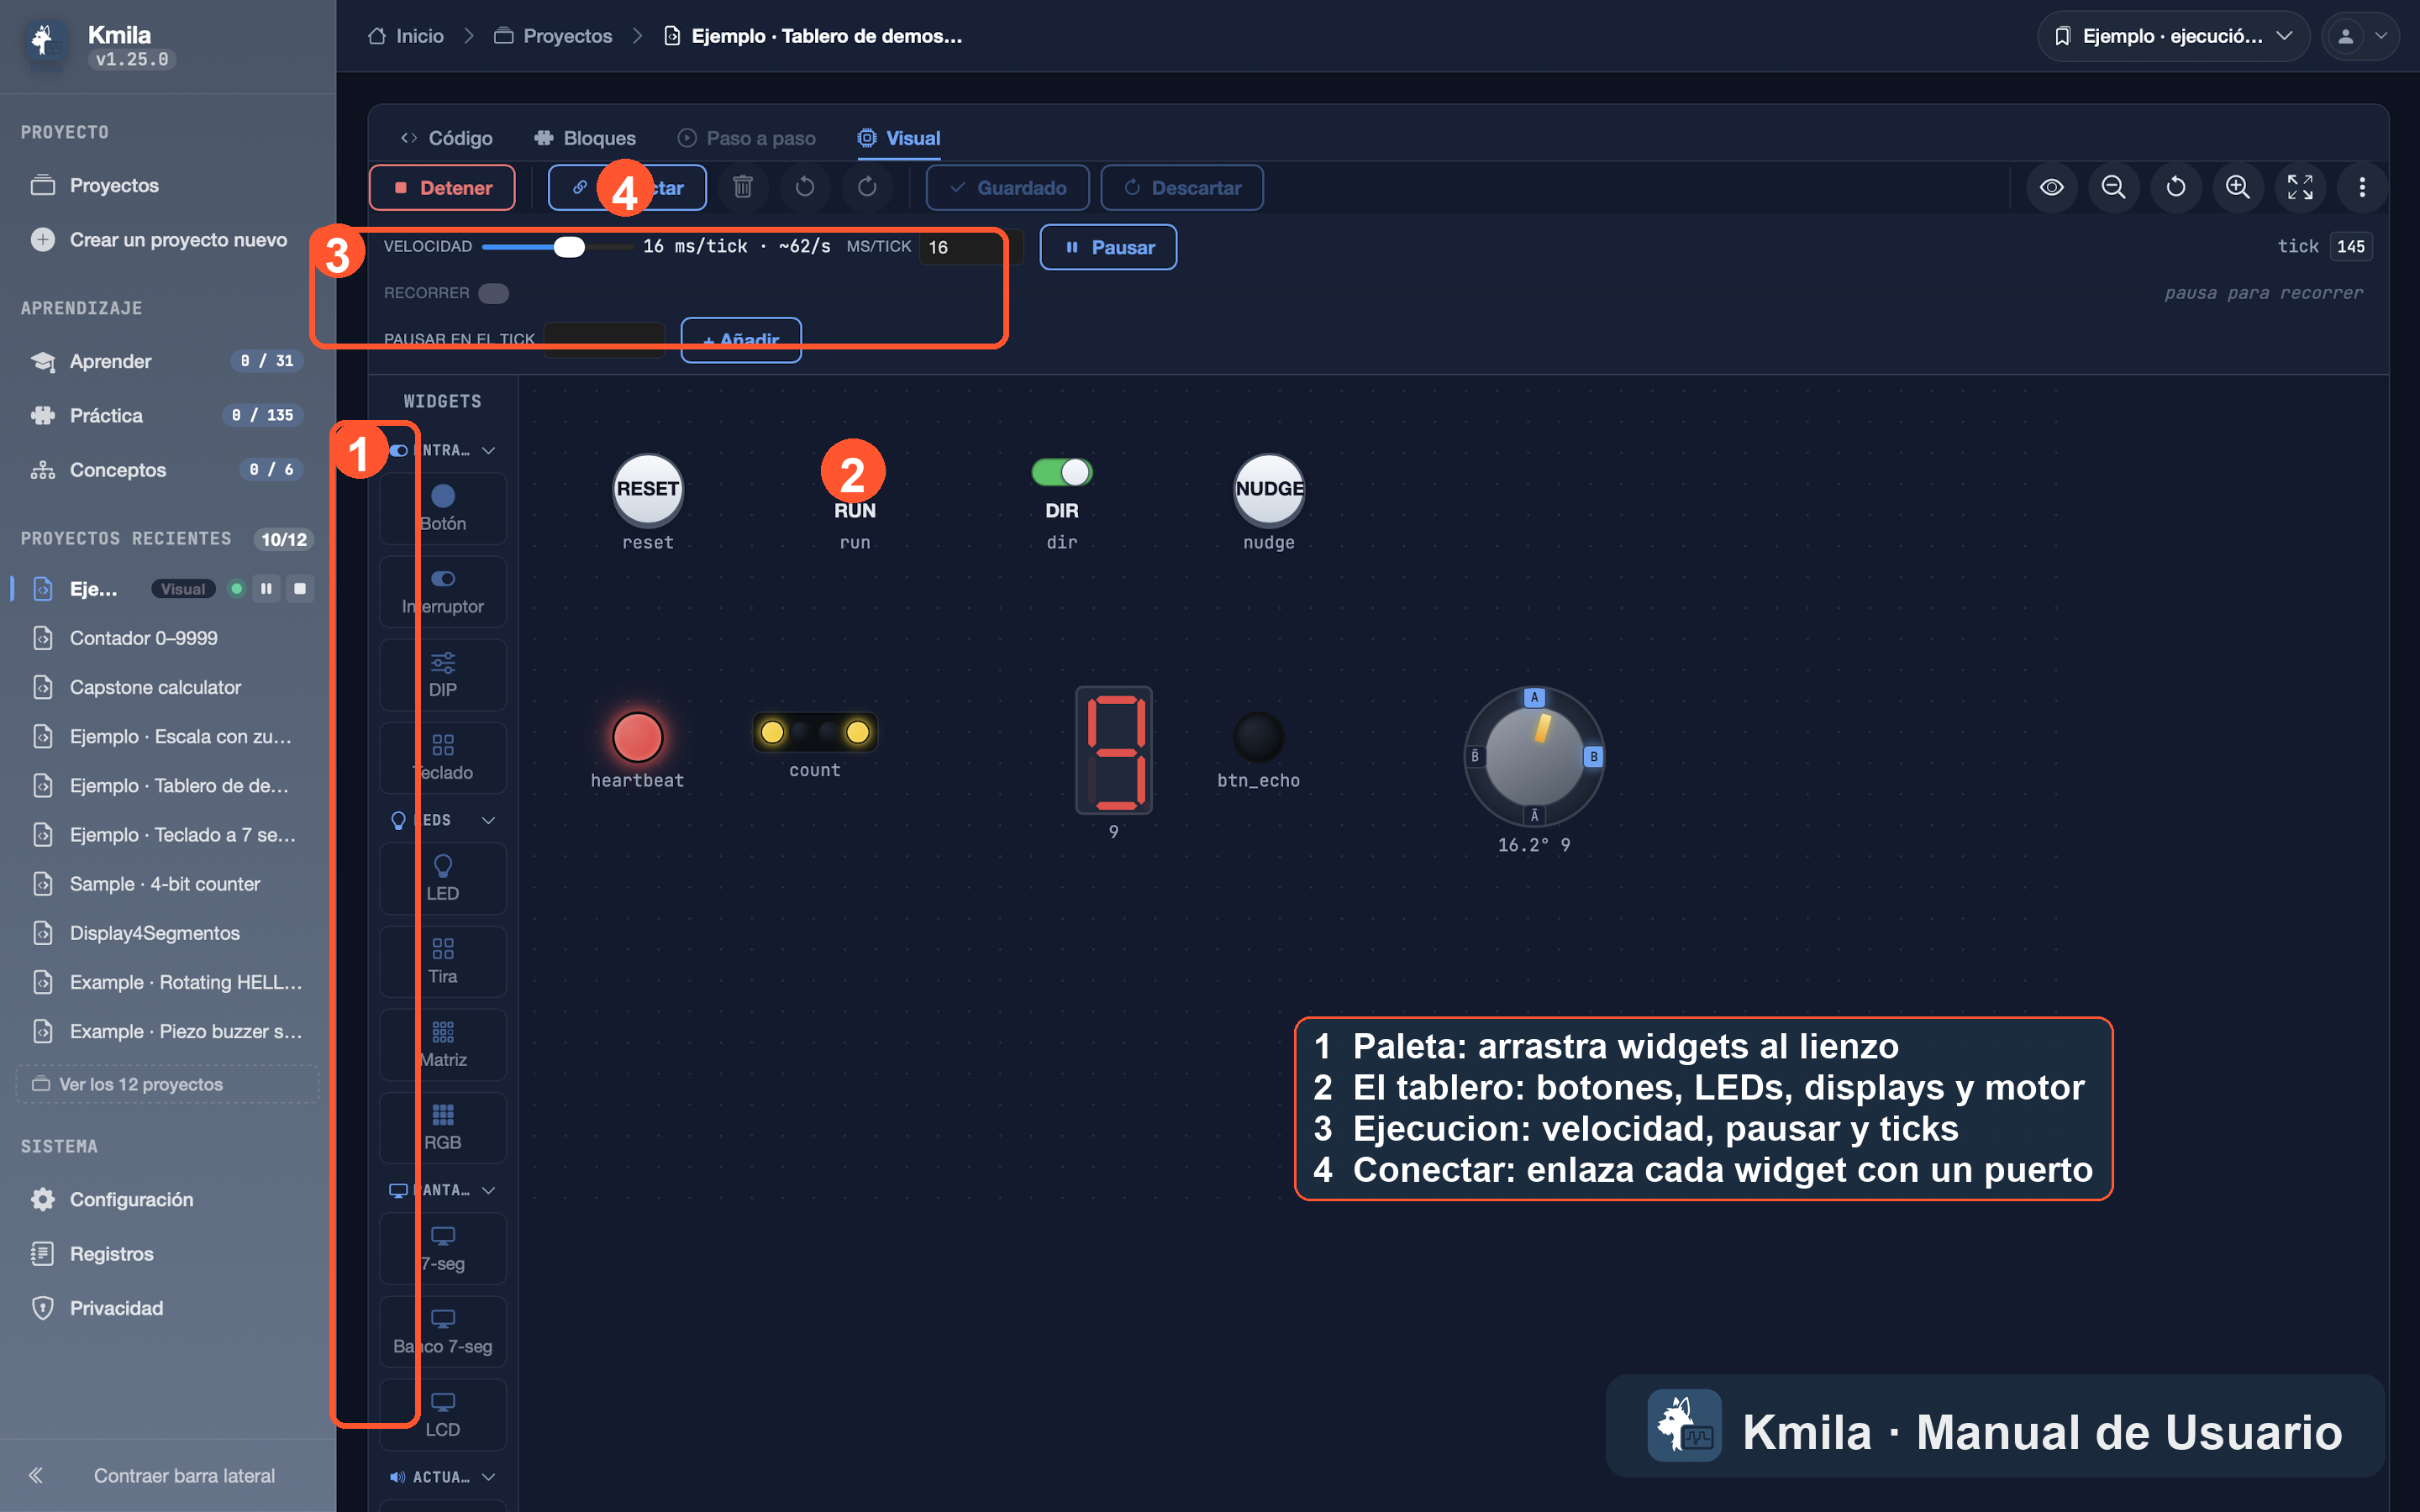 Kmila
v1.25.0
Inicio
Proyectos
Ejemplo · Tablero de demos...
Ejemplo · ejecució...
PROYECTO
Proyectos
Crear un proyecto nuevo
APRENDIZAJE
Aprender 0 / 31
Práctica 0 / 135
Conceptos 0 / 6
PROYECTOS RECIENTES 10/12
Eje... Visual
Contador 0–9999
Capstone calculator
Ejemplo · Escala con zu...
Ejemplo · Tablero de de...
Ejemplo · Teclado a 7 se...
Sample · 4-bit counter
Display4Segmentos
Example · Rotating HELL...
Example · Piezo buzzer s...
Ver los 12 proyectos
SISTEMA
Configuración
Registros
Privacidad
Contraer barra lateral
Código
Bloques
Paso a paso
Visual
Detener
4
Guardado
Descartar
3
VELOCIDAD 16 ms/tick · ~62/s MS/TICK 16
Pausar
tick 145
RECORRER
pausa para recorrer
PAUSAR EN EL TICK
+ Añadir
WIDGETS
1
Botón
Interruptor
DIP
Teclado
LED
Tira
Matriz
RGB
7-seg
Banco 7-seg
LCD
ACTUA...
RESET
reset
2
RUN
run
DIR
dir
NUDGE
nudge
heartbeat
count
9
9
btn_echo
A
B
B̄
Ā
16.2° 9
1 Paleta: arrastra widgets al lienzo
2 El tablero: botones, LEDs, displays y motor
3 Ejecucion: velocidad, pausar y ticks
4 Conectar: enlaza cada widget con un puerto
Kmila · Manual de Usuario